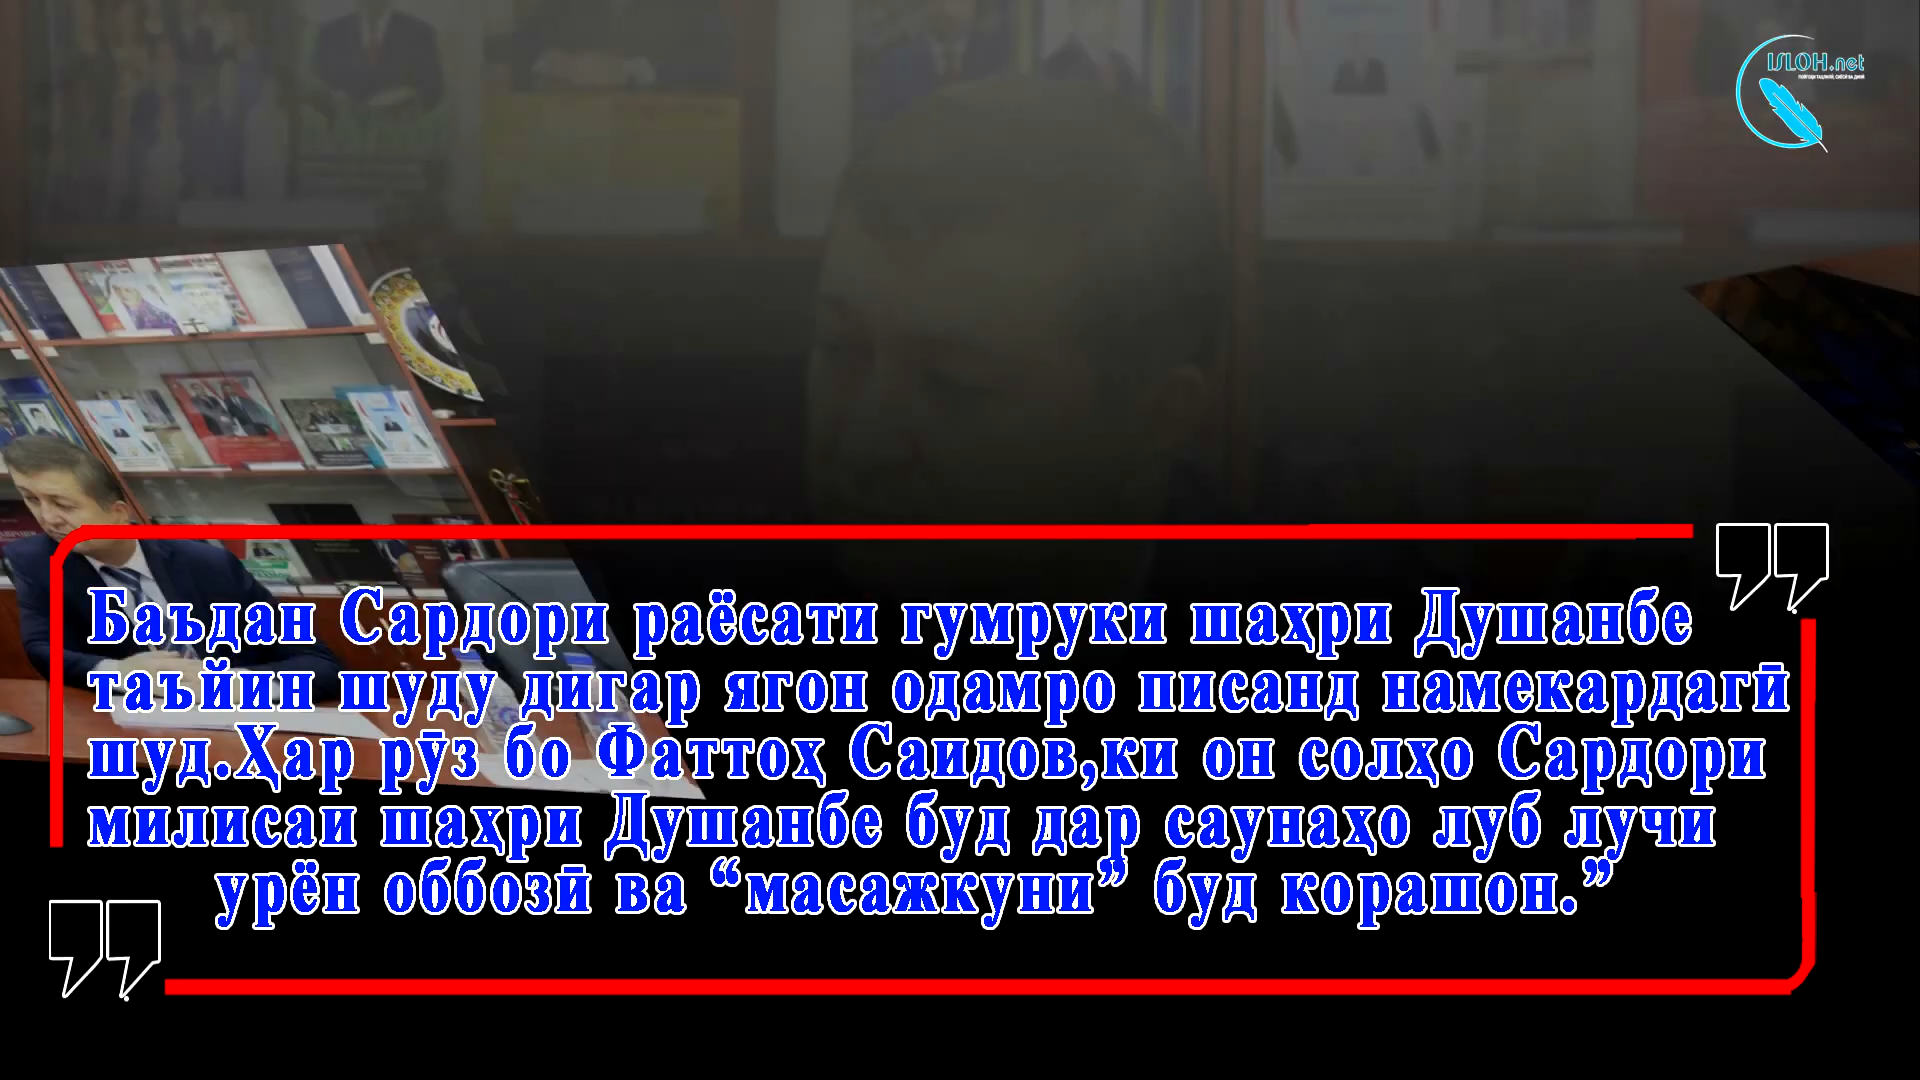 ISLOH.net
Баъдан Сардори раёсати гумруки шаҳри Душанбе
таъйин шуду дигар ягон одамро писанд намекардагӣ
шуд.Ҳар рӯз бо Фаттоҳ Саидов,ки он солҳо Сардори
милисаи шаҳри Душанбе буд дар саунаҳо луб лучи
урён оббозӣ ва “масажкуни” буд корашон.”